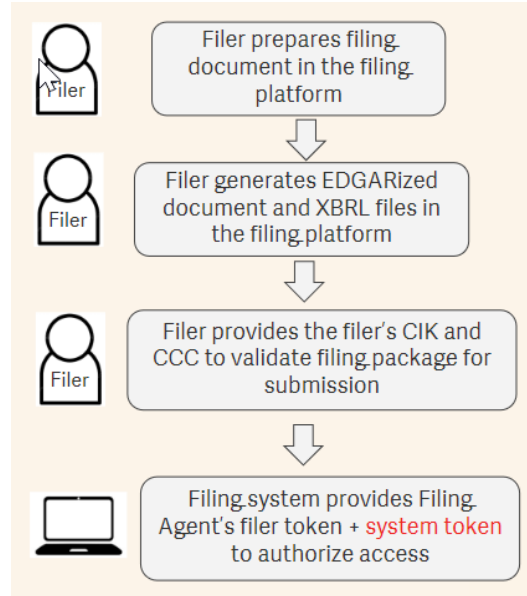 Filer
Filer prepares filing
document in the filing
platform
Filer
Filer generates EDGARized
document and XBRL files in
the filing platform
Filer
Filer provides the filer's CIK and
CCC to validate filing package for
submission
Filing system provides Filing
Agent's filer token + system token
to authorize access